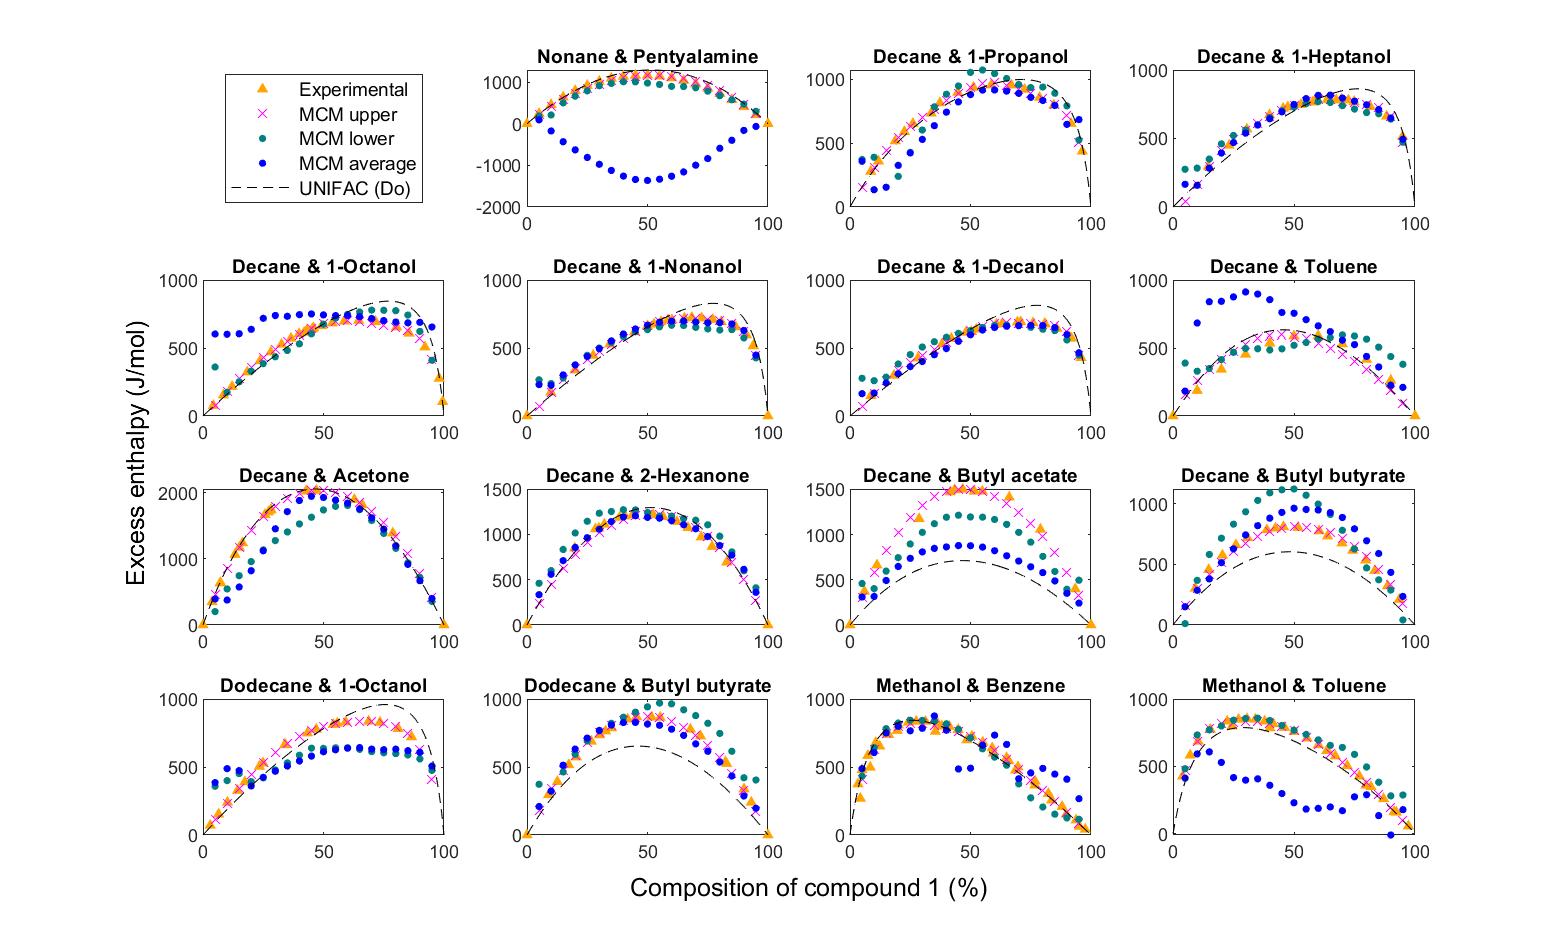 Experimental
MCM upper
MCM lower
MCM average
UNIFAC (Do)
Nonane & Pentyalamine
1000
0
-1000
-2000
0 50 100
Decane & 1-Propanol
1000
500
0
0 50 100
Decane & 1-Heptanol
1000
500
0
0 50 100
Decane & 1-Octanol
1000
500
0
0 50 100
Decane & 1-Nonanol
1000
500
0
0 50 100
Decane & 1-Decanol
1000
500
0
0 50 100
Decane & Toluene
1000
500
0
0 50 100
Excess enthalpy (J/mol)
Decane & Acetone
2000
1000
0
0 50 100
Decane & 2-Hexanone
1500
1000
500
0
0 50 100
Decane & Butyl acetate
1500
1000
500
0
0 50 100
Decane & Butyl butyrate
1000
500
0
0 50 100
Dodecane & 1-Octanol
1000
500
0
0 50 100
Dodecane & Butyl butyrate
1000
500
0
0 50 100
Methanol & Benzene
1000
500
0
0 50 100
Methanol & Toluene
1000
500
0
0 50 100
Composition of compound 1 (%)